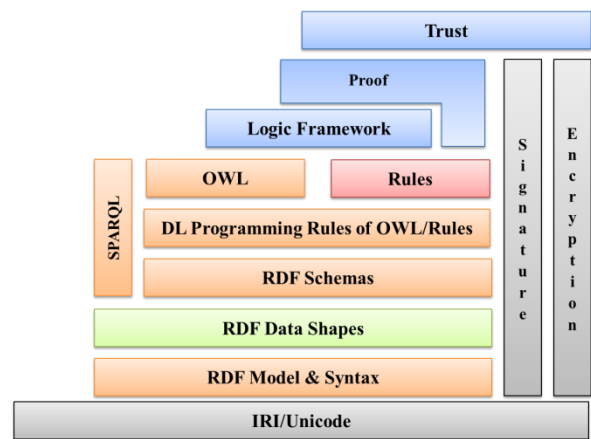 Trust
Proof
Logic Framework
OWL
Rules
SPARQL
DL Programming Rules of OWL/Rules
RDF Schemas
RDF Data Shapes
RDF Model & Syntax
Signature
Encryption
IRI/Unicode